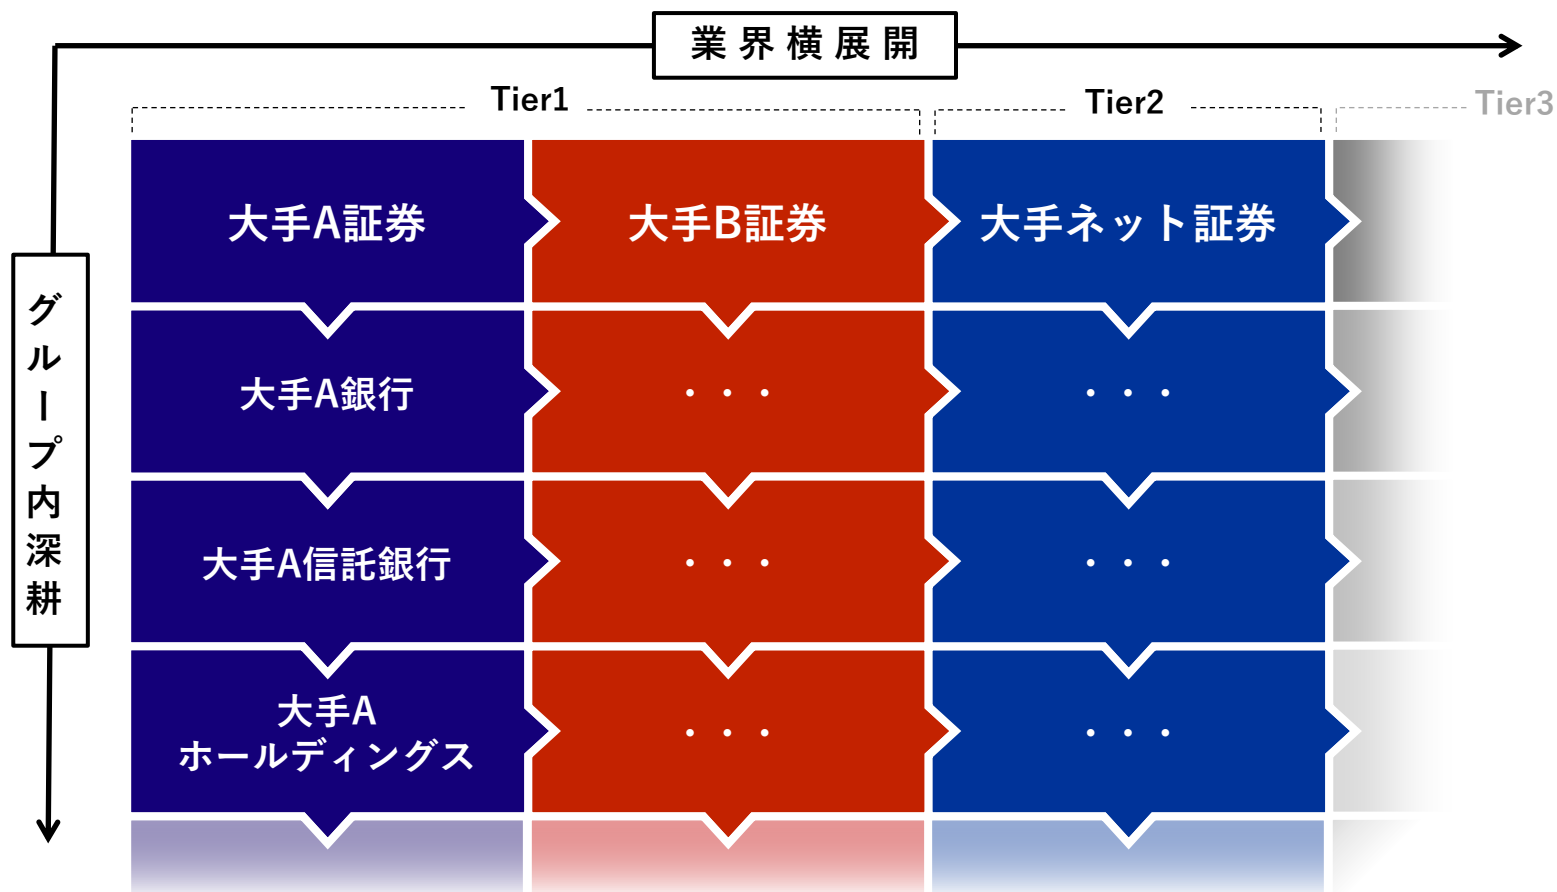 業界横展開
Tier1
Tier2
Tier3
グループ内深耕
大手A証券
大手B証券
大手ネット証券
大手A銀行
・・・
・・・
大手A信託銀行
・・・
・・・
大手A
ホールディングス
・・・
・・・